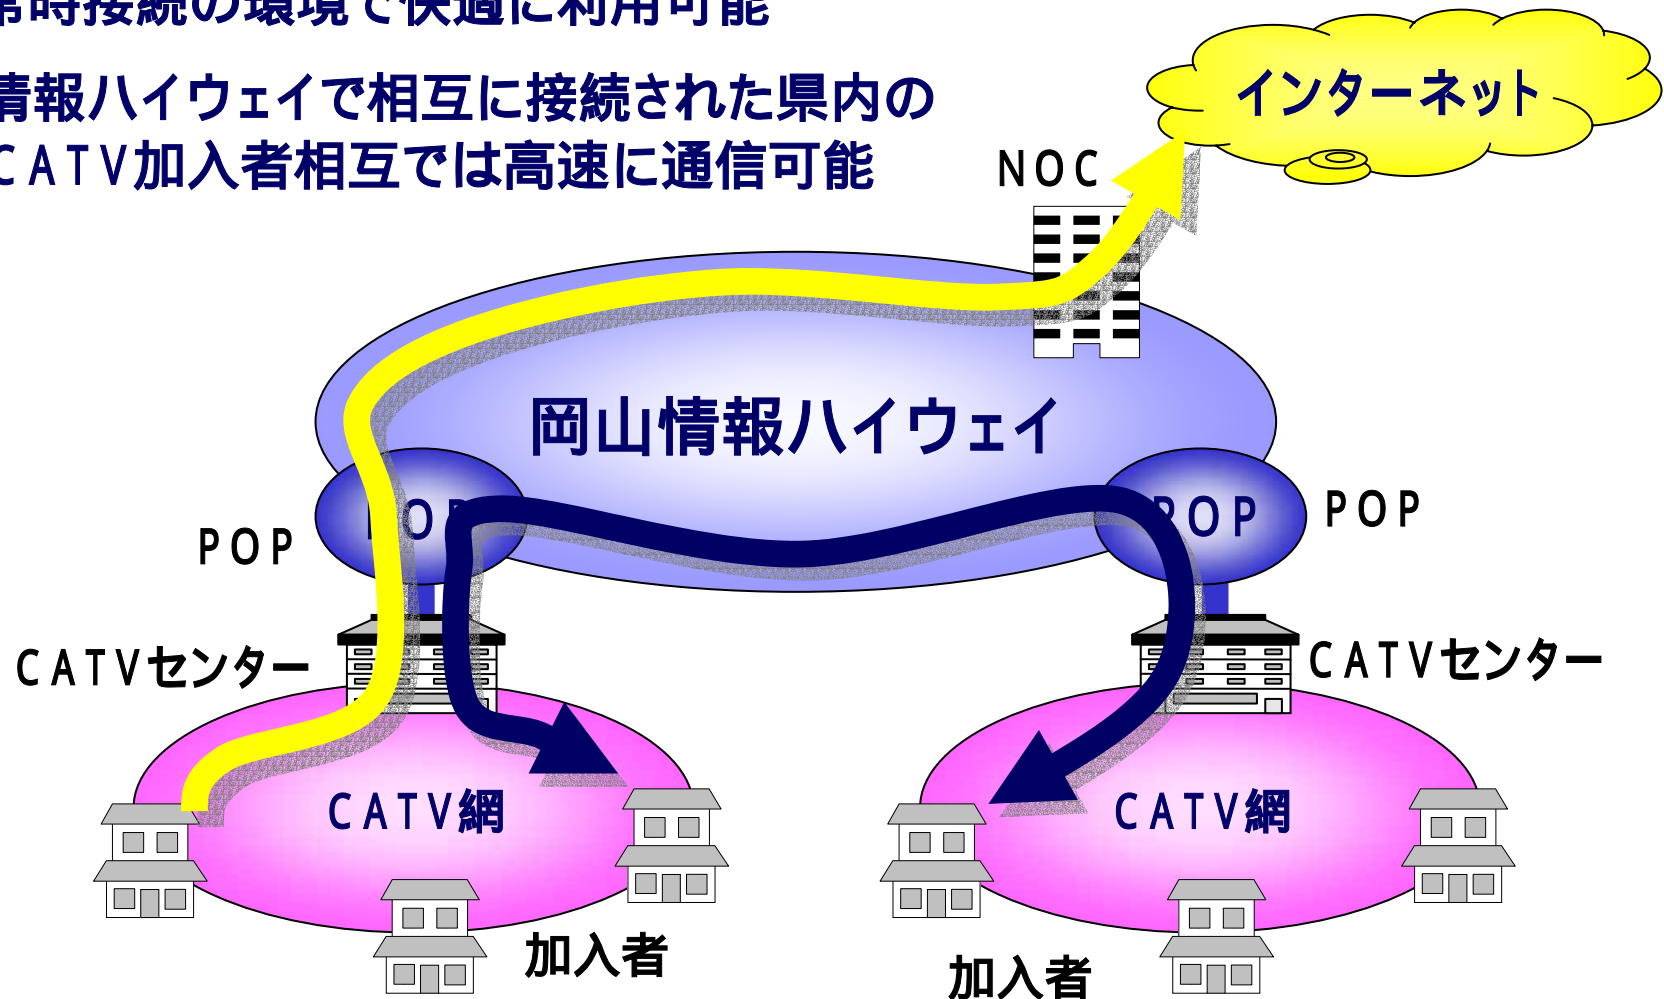 常時接続の環境で快適に利用可能
情報ハイウェイで相互に接続された県内の
CATV加入者相互では高速に通信可能
インターネット
NOC
岡山情報ハイウェイ
POP
POP
POP
POP
CATVセンター
CATVセンター
CATV網
CATV網
加入者
加入者